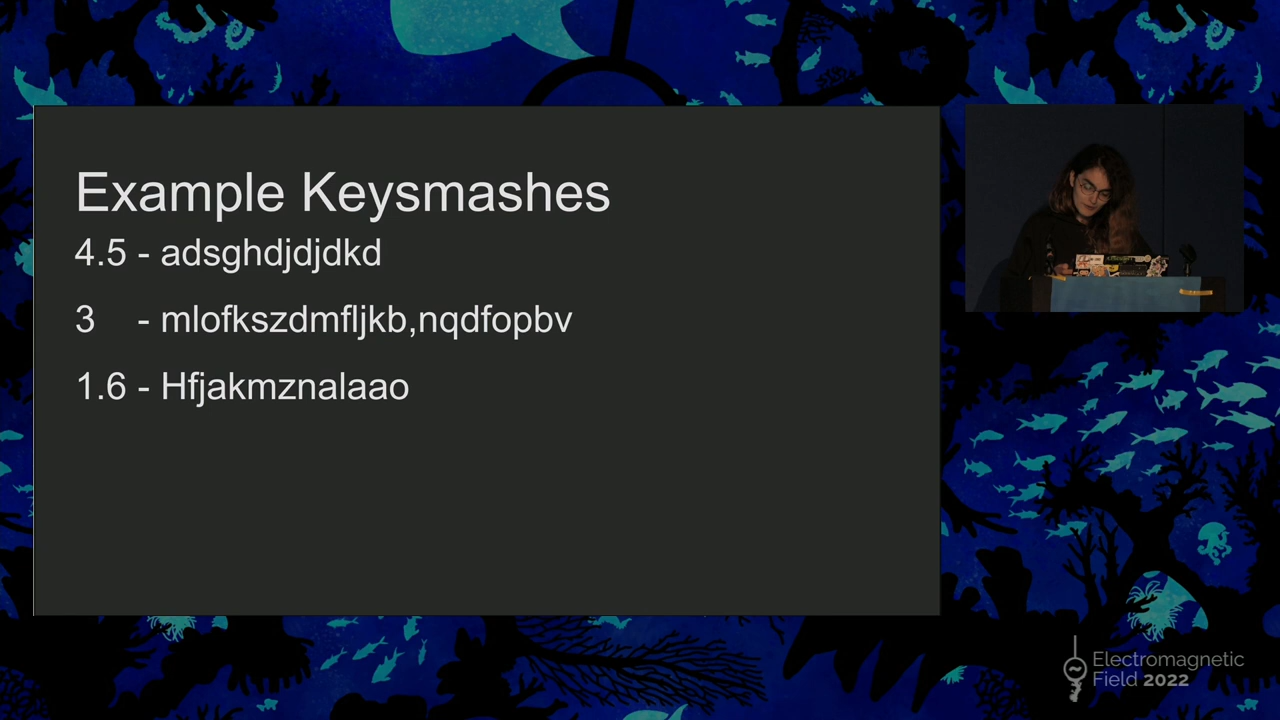 Example Keysmashes
4.5 - adsghdjdjdkd
3 - mlofkszdmfljkb,nqdfopbv
1.6 - Hfjakmznalaao
Electromagnetic
Field 2022